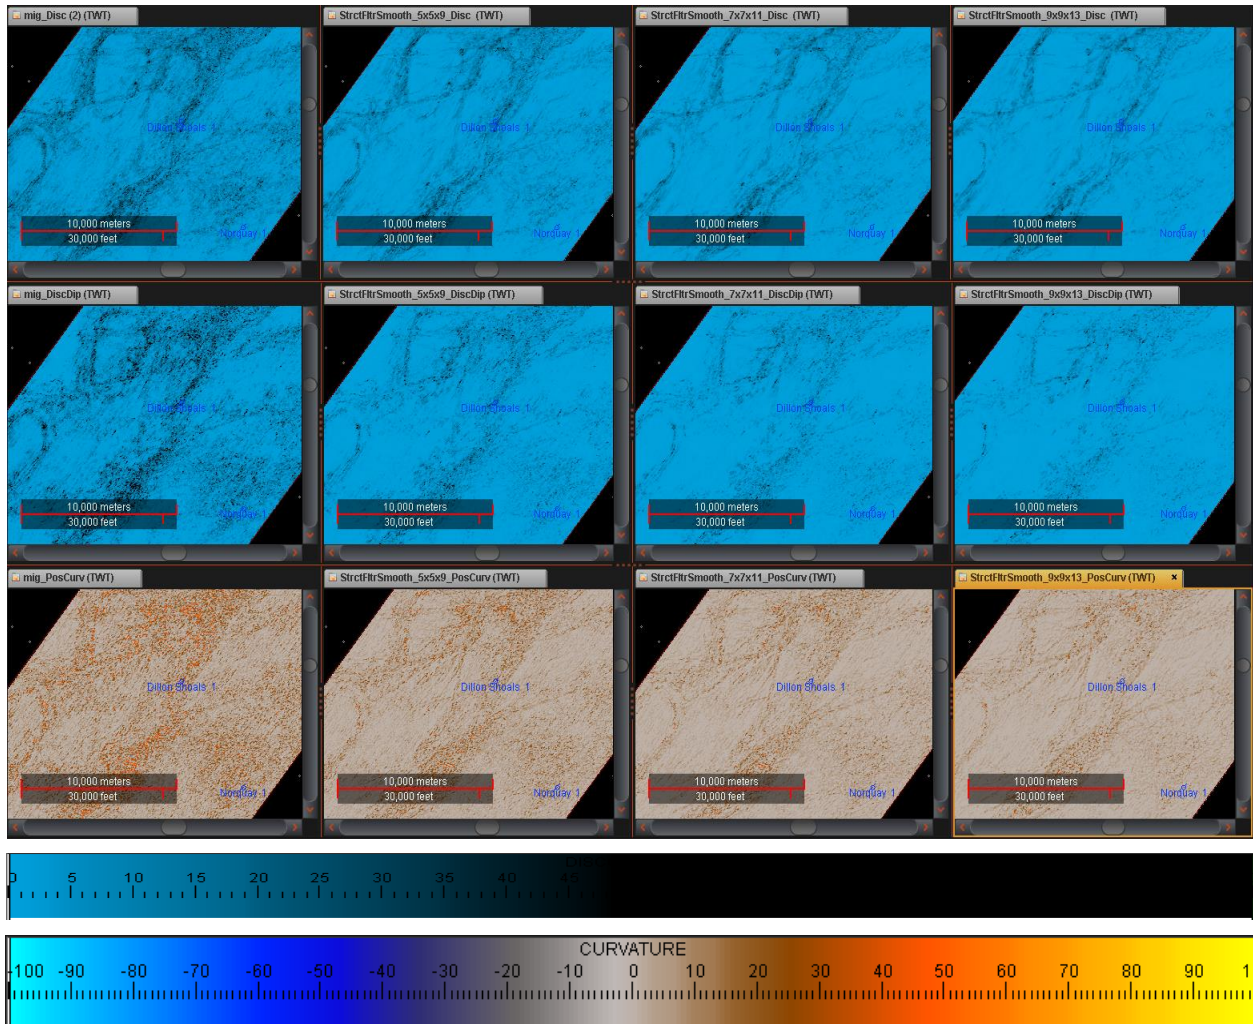 mig_Disc (2) (TWT)
StrctFltrSmooth_5x5x9_Disc (TWT)
StrctFltrSmooth_7x7x11_Disc (TWT)
StrctFltrSmooth_9x9x13_Disc (TWT)
Dillon Shoals 1
Dillon Shoals 1
Dillon Shoals 1
Dillon Shoals 1
10,000 meters
10,000 meters
10,000 meters
10,000 meters
30,000 feet
Norquay 1
30,000 feet
Norquay 1
30,000 feet
Norquay 1
30,000 feet
Norquay 1
mig_DiscDip (TWT)
StrctFltrSmooth_5x5x9_DiscDip (TWT)
StrctFltrSmooth_7x7x11_DiscDip (TWT)
StrctFltrSmooth_9x9x13_DiscDip (TWT)
Dillon Shoals 1
Dillon Shoals 1
Dillon Shoals 1
Dillon Shoals 1
10,000 meters
10,000 meters
10,000 meters
10,000 meters
30,000 feet
Norquay 1
30,000 feet
Norquay 1
30,000 feet
Norquay 1
30,000 feet
Norquay 1
mig_PosCurv (TWT)
StrctFltrSmooth_5x5x9_PosCurv (TWT)
StrctFltrSmooth_7x7x11_PosCurv (TWT)
StrctFltrSmooth_9x9x13_PosCurv (TWT) ×
Dillon Shoals 1
Dillon Shoals 1
Dillon Shoals 1
Dillon Shoals 1
10,000 meters
10,000 meters
10,000 meters
10,000 meters
30,000 feet
Norquay 1
30,000 feet
Norquay 1
30,000 feet
Norquay 1
30,000 feet
Norquay 1
0 5 10 15 20 25 30 35 40 45
CURVATURE
-100 -90 -80 -70 -60 -50 -40 -30 -20 -10 0 10 20 30 40 50 60 70 80 90 1